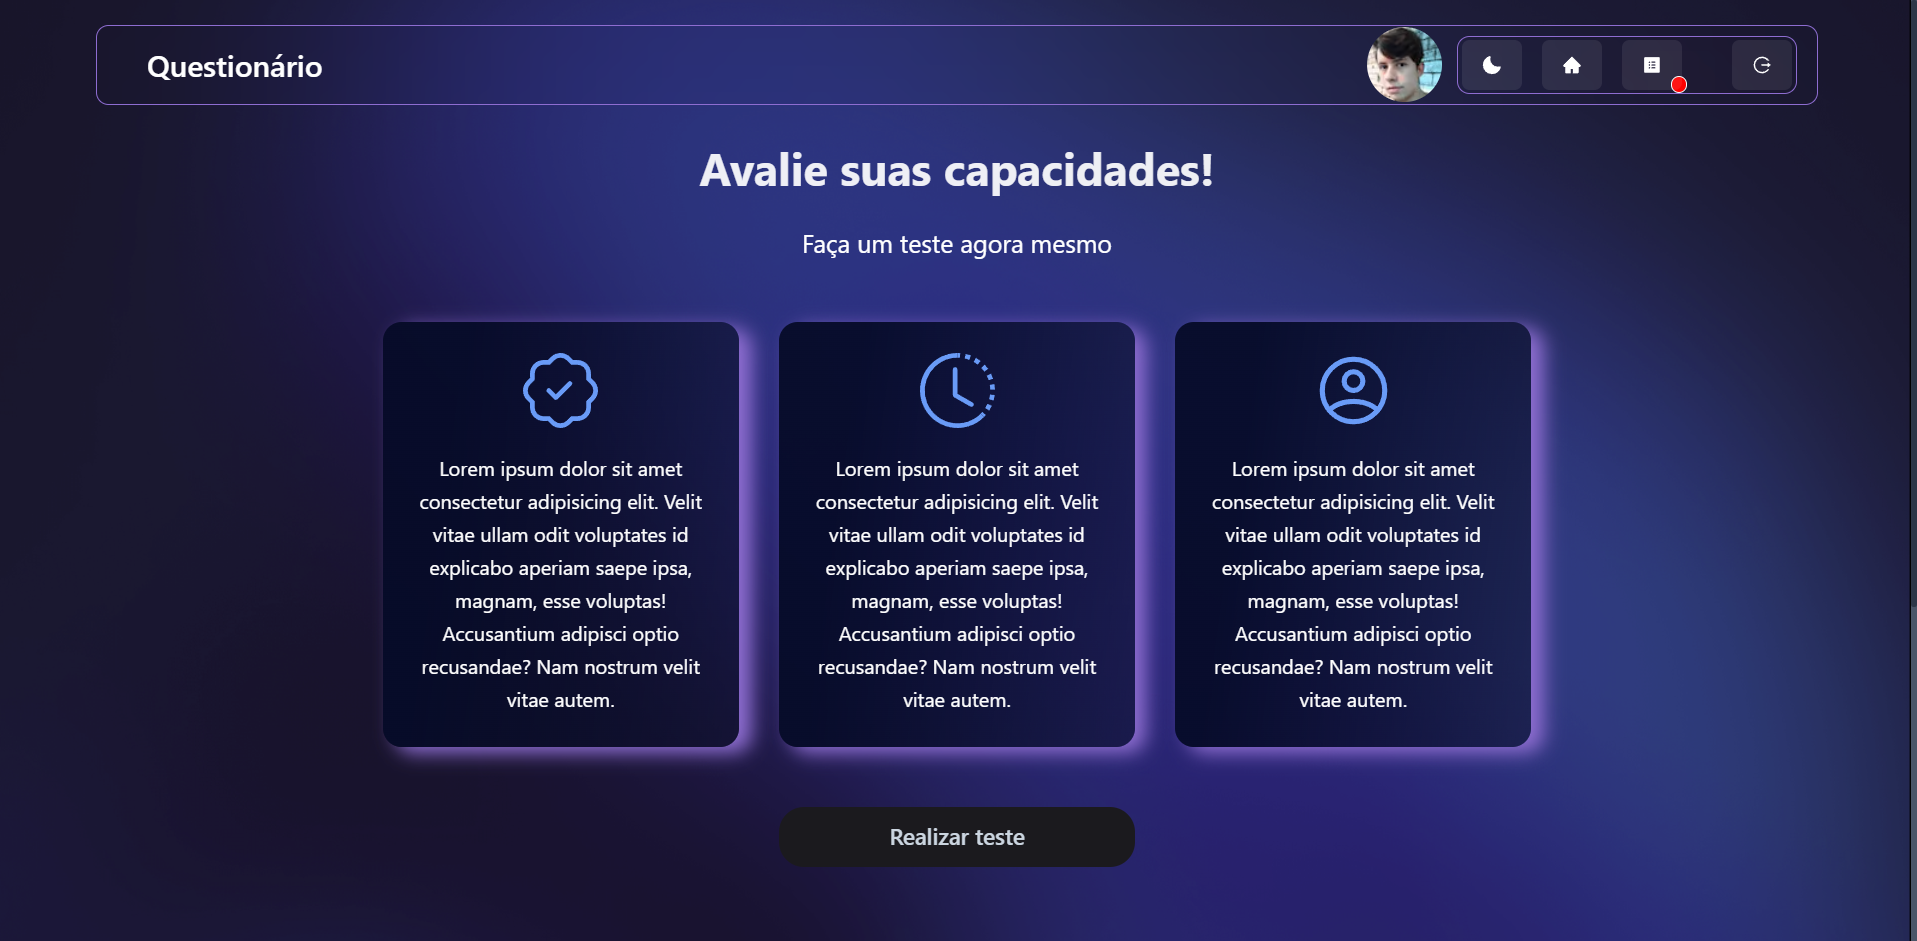 Questionário
Avalie suas capacidades!
Faça um teste agora mesmo
Lorem ipsum dolor sit amet
consectetur adipisicing elit. Velit
vitae ullam odit voluptates id
explicabo aperiam saepe ipsa,
magnam, esse voluptas!
Accusantium adipisci optio
recusandae? Nam nostrum velit
vitae autem.
Lorem ipsum dolor sit amet
consectetur adipisicing elit. Velit
vitae ullam odit voluptates id
explicabo aperiam saepe ipsa,
magnam, esse voluptas!
Accusantium adipisci optio
recusandae? Nam nostrum velit
vitae autem.
Lorem ipsum dolor sit amet
consectetur adipisicing elit. Velit
vitae ullam odit voluptates id
explicabo aperiam saepe ipsa,
magnam, esse voluptas!
Accusantium adipisci optio
recusandae? Nam nostrum velit
vitae autem.
Realizar teste